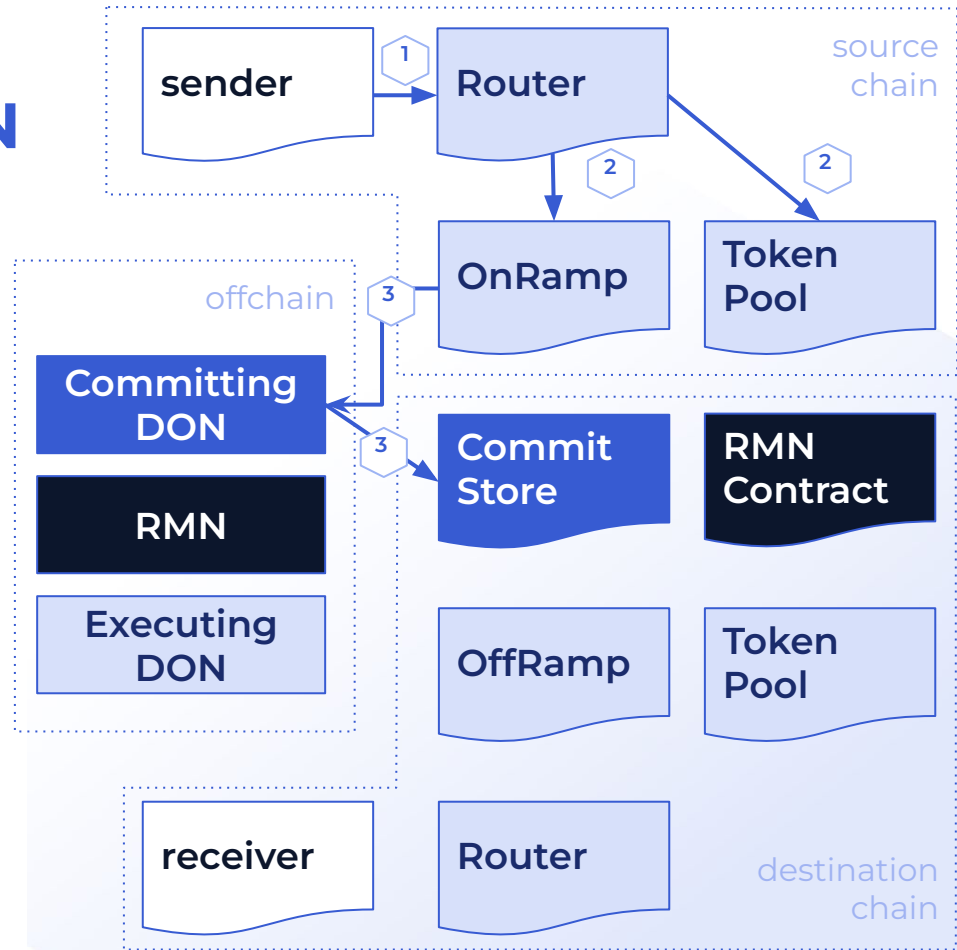 N
sender
1
Router
source
chain
2
2
OnRamp
Token
Pool
offchain
3
Committing
DON
3
Commit
Store
RMN
Contract
RMN
Executing
DON
OffRamp
Token
Pool
receiver
Router
destination
chain